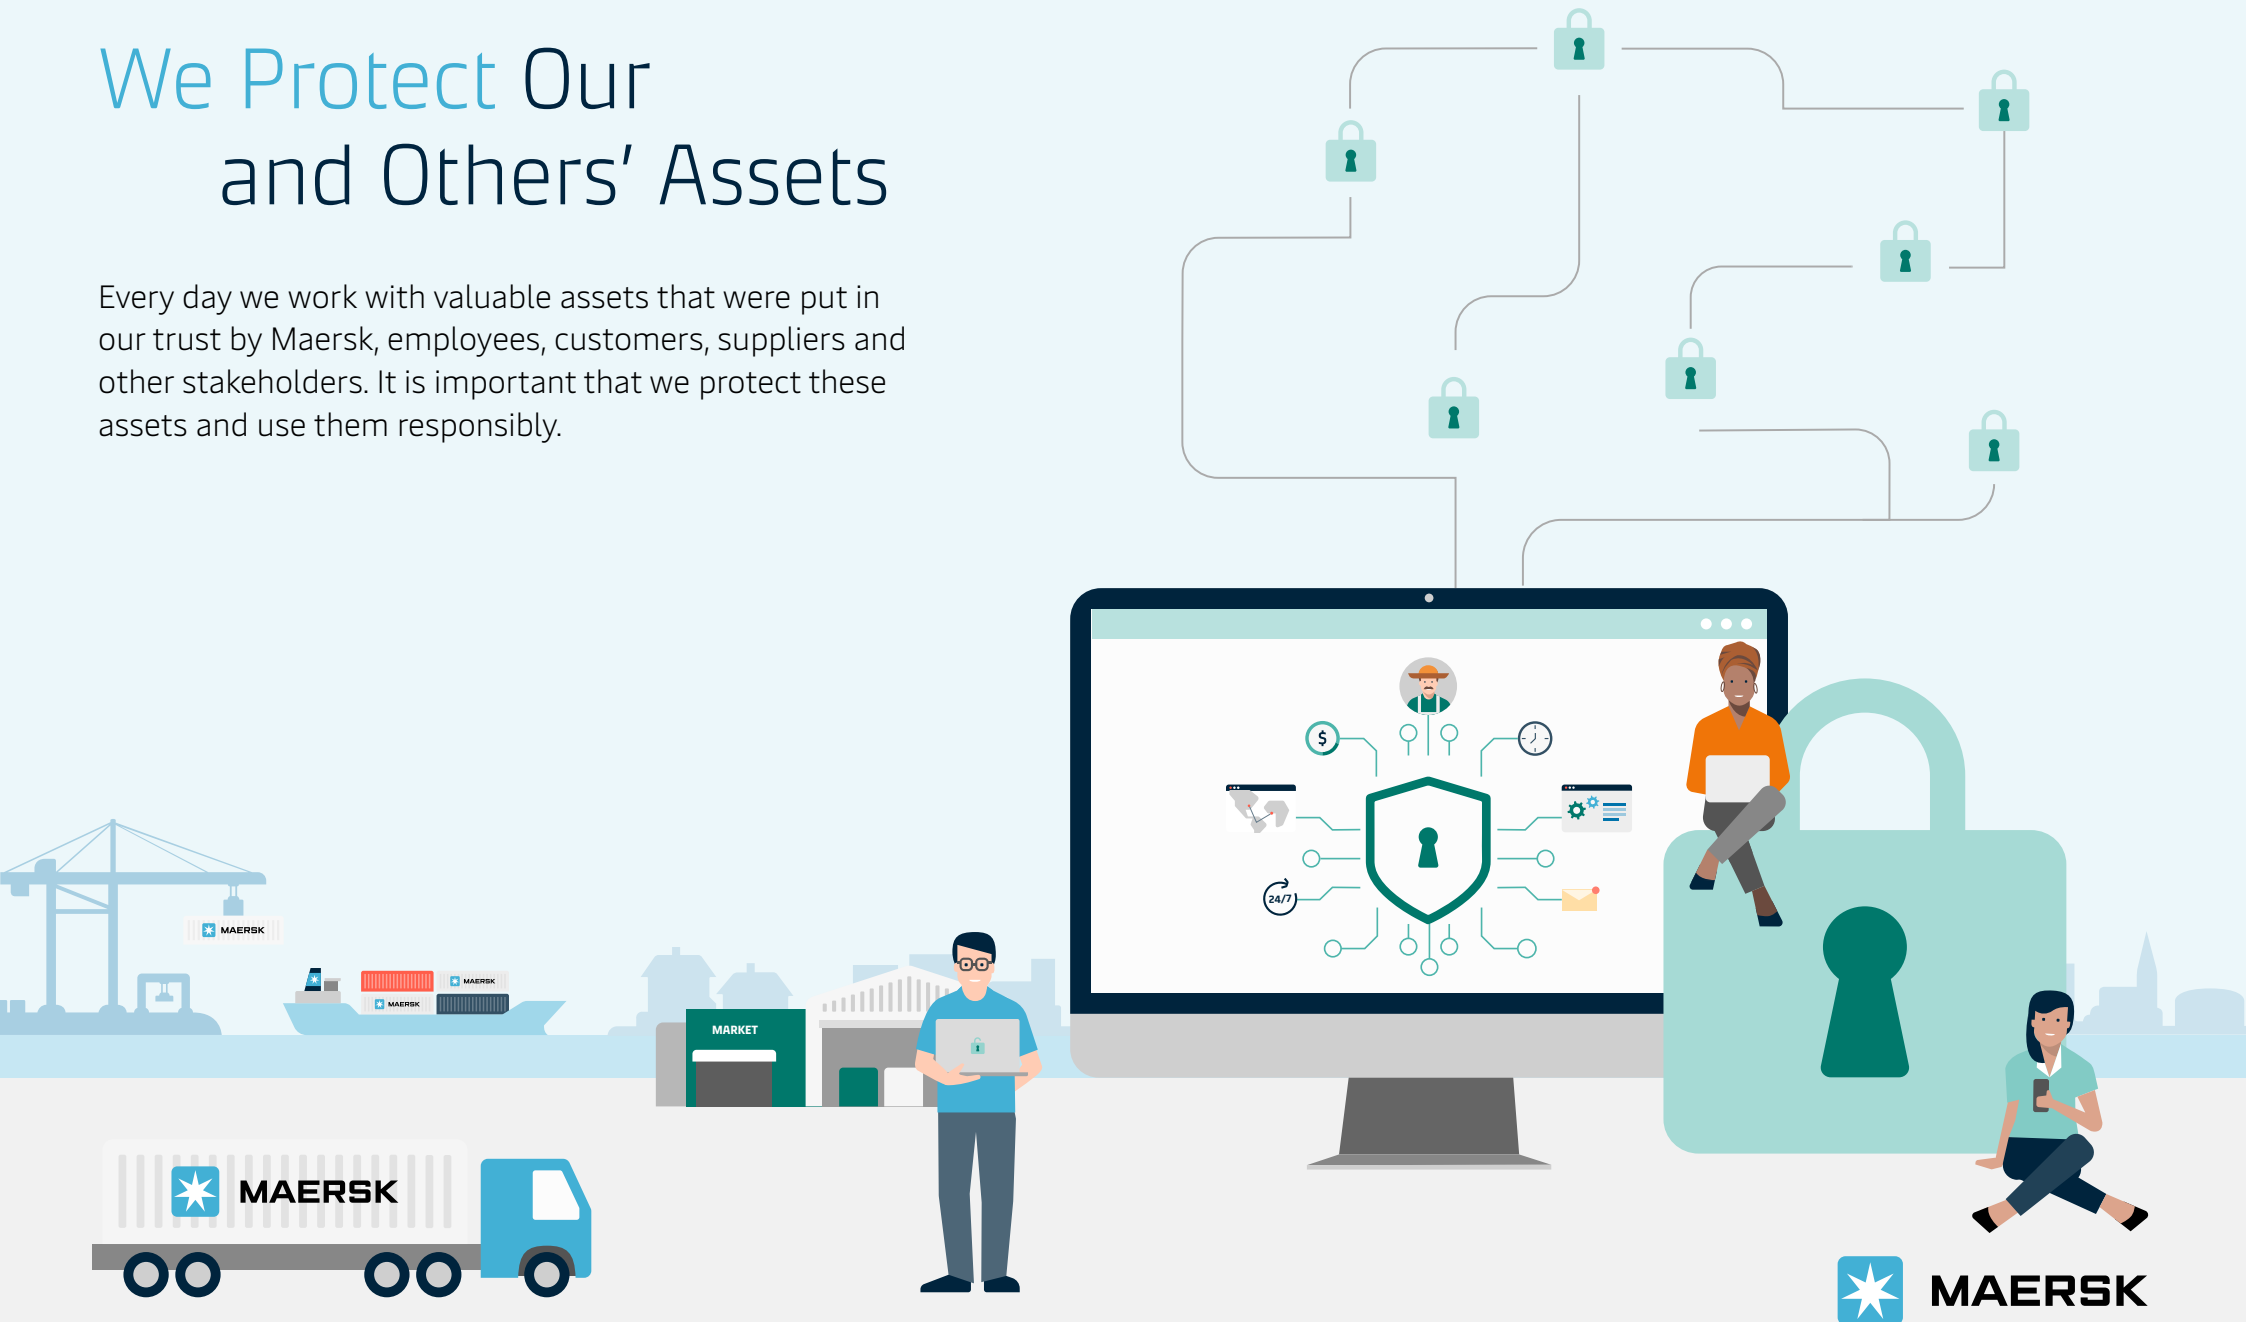 We Protect Our
and Others’ Assets
Every day we work with valuable assets that were put in
our trust by Maersk, employees, customers, suppliers and
other stakeholders. It is important that we protect these
assets and use them responsibly.
$
24/7
MAERSK
MAERSK
MAERSK
MARKET
MAERSK
MAERSK